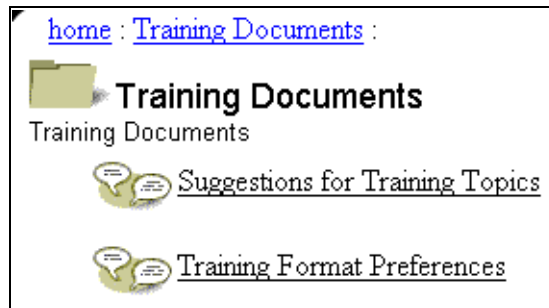 home : Training Documents :
Training Documents
Training Documents
Suggestions for Training Topics
Training Format Preferences